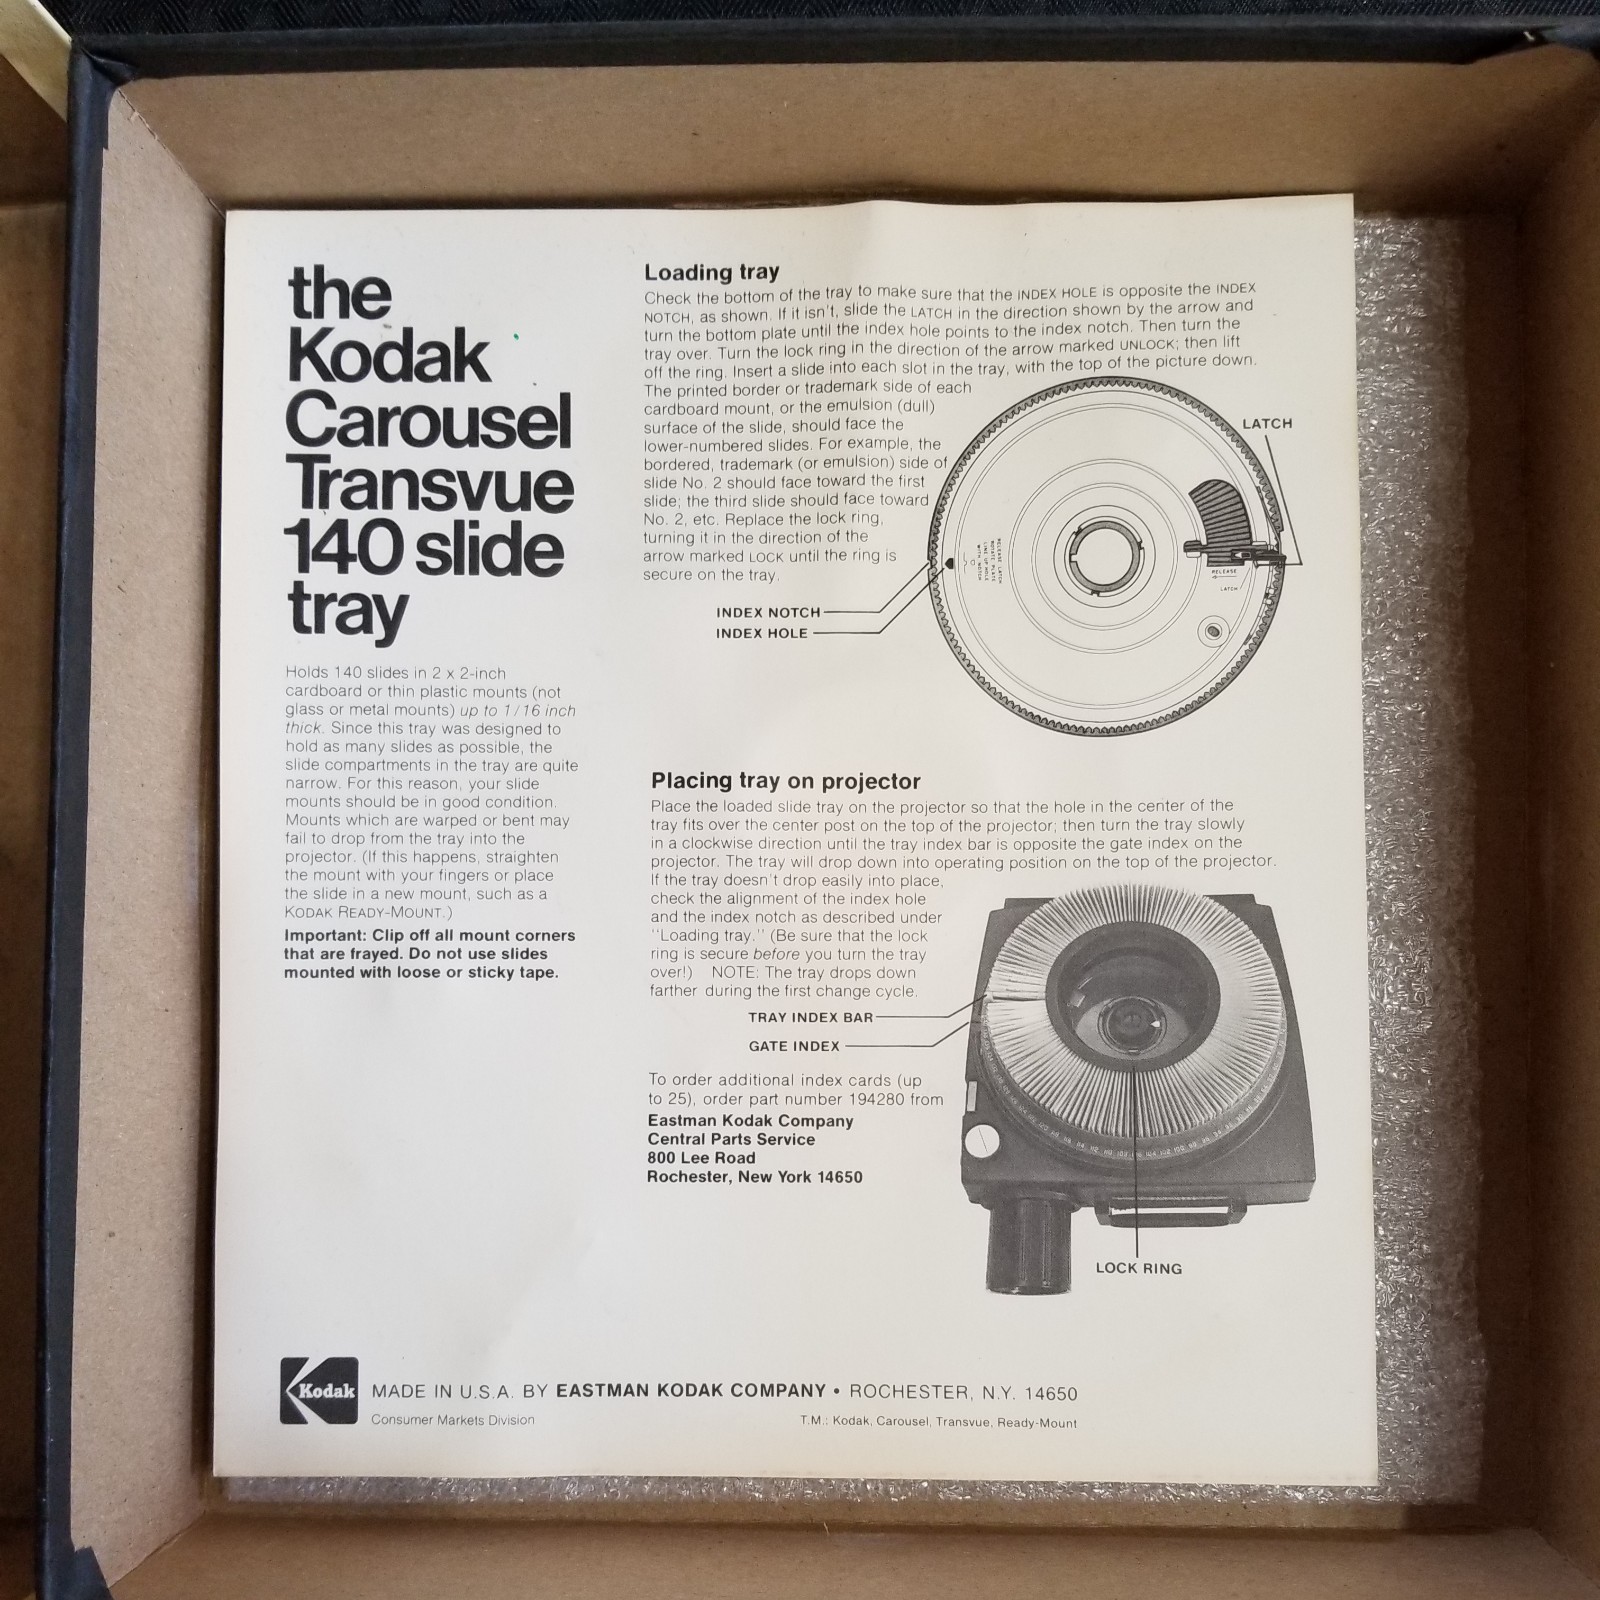 the
Kodak
Carousel
Transvue
140 slide
tray
Holds 140 slides in 2 x 2-inch
cardboard or thin plastic mounts (not
glass or metal mounts) up to 1/16 inch
thick. Since this tray was designed to
hold as many slides as possible, the
slide compartments in the tray are quite
narrow. For this reason, your slide
mounts should be in good condition.
Mounts which are warped or bent may
fail to drop from the tray into the
projector. (If this happens, straighten
the mount with your fingers or place
the slide in a new mount, such as a
KODAK READY-MOUNT.)
Important: Clip off all mount corners
that are frayed. Do not use slides
mounted with loose or sticky tape.
Loading tray
Check the bottom of the tray to make sure that the INDEX HOLE is opposite the INDEX
NOTCH, as shown. If it isn't, slide the LATCH in the direction shown by the arrow and
turn the bottom plate until the index hole points to the index notch. Then turn the
tray over. Turn the lock ring in the direction of the arrow marked UNLOCK; then lift
off the ring. Insert a slide into each slot in the tray, with the top of the picture down.
The printed border or trademark side of each
cardboard mount, or the emulsion (dull)
surface of the slide, should face the
lower-numbered slides. For example, the
bordered, trademark (or emulsion) side of
slide No. 2 should face toward the first
slide; the third slide should face toward
No. 2, etc. Replace the lock ring,
turning it in the direction of the
arrow marked LOCK until the ring is
secure on the tray.
LATCH
RELEASE
LATCH
RELEASE LATCH
ROTATE PLATE
LINE UP HOLE
WITH NOTCH
INDEX NOTCH
INDEX HOLE
Placing tray on projector
Place the loaded slide tray on the projector so that the hole in the center of the
tray fits over the center post on the top of the projector; then turn the tray slowly
in a clockwise direction until the tray index bar is opposite the gate index on the
projector. The tray will drop down into operating position on the top of the projector.
If the tray doesn't drop easily into place,
check the alignment of the index hole
and the index notch as described under
"Loading tray." (Be sure that the lock
ring is secure before you turn the tray
over!) NOTE: The tray drops down
farther during the first change cycle.
TRAY INDEX BAR
GATE INDEX
To order additional index cards (up
to 25), order part number 194280 from
Eastman Kodak Company
Central Parts Service
800 Lee Road
Rochester, New York 14650
LOCK RING
Kodak
MADE IN U.S.A. BY EASTMAN KODAK COMPANY • ROCHESTER, N.Y. 14650
Consumer Markets Division
T.M.: Kodak, Carousel, Transvue, Ready-Mount